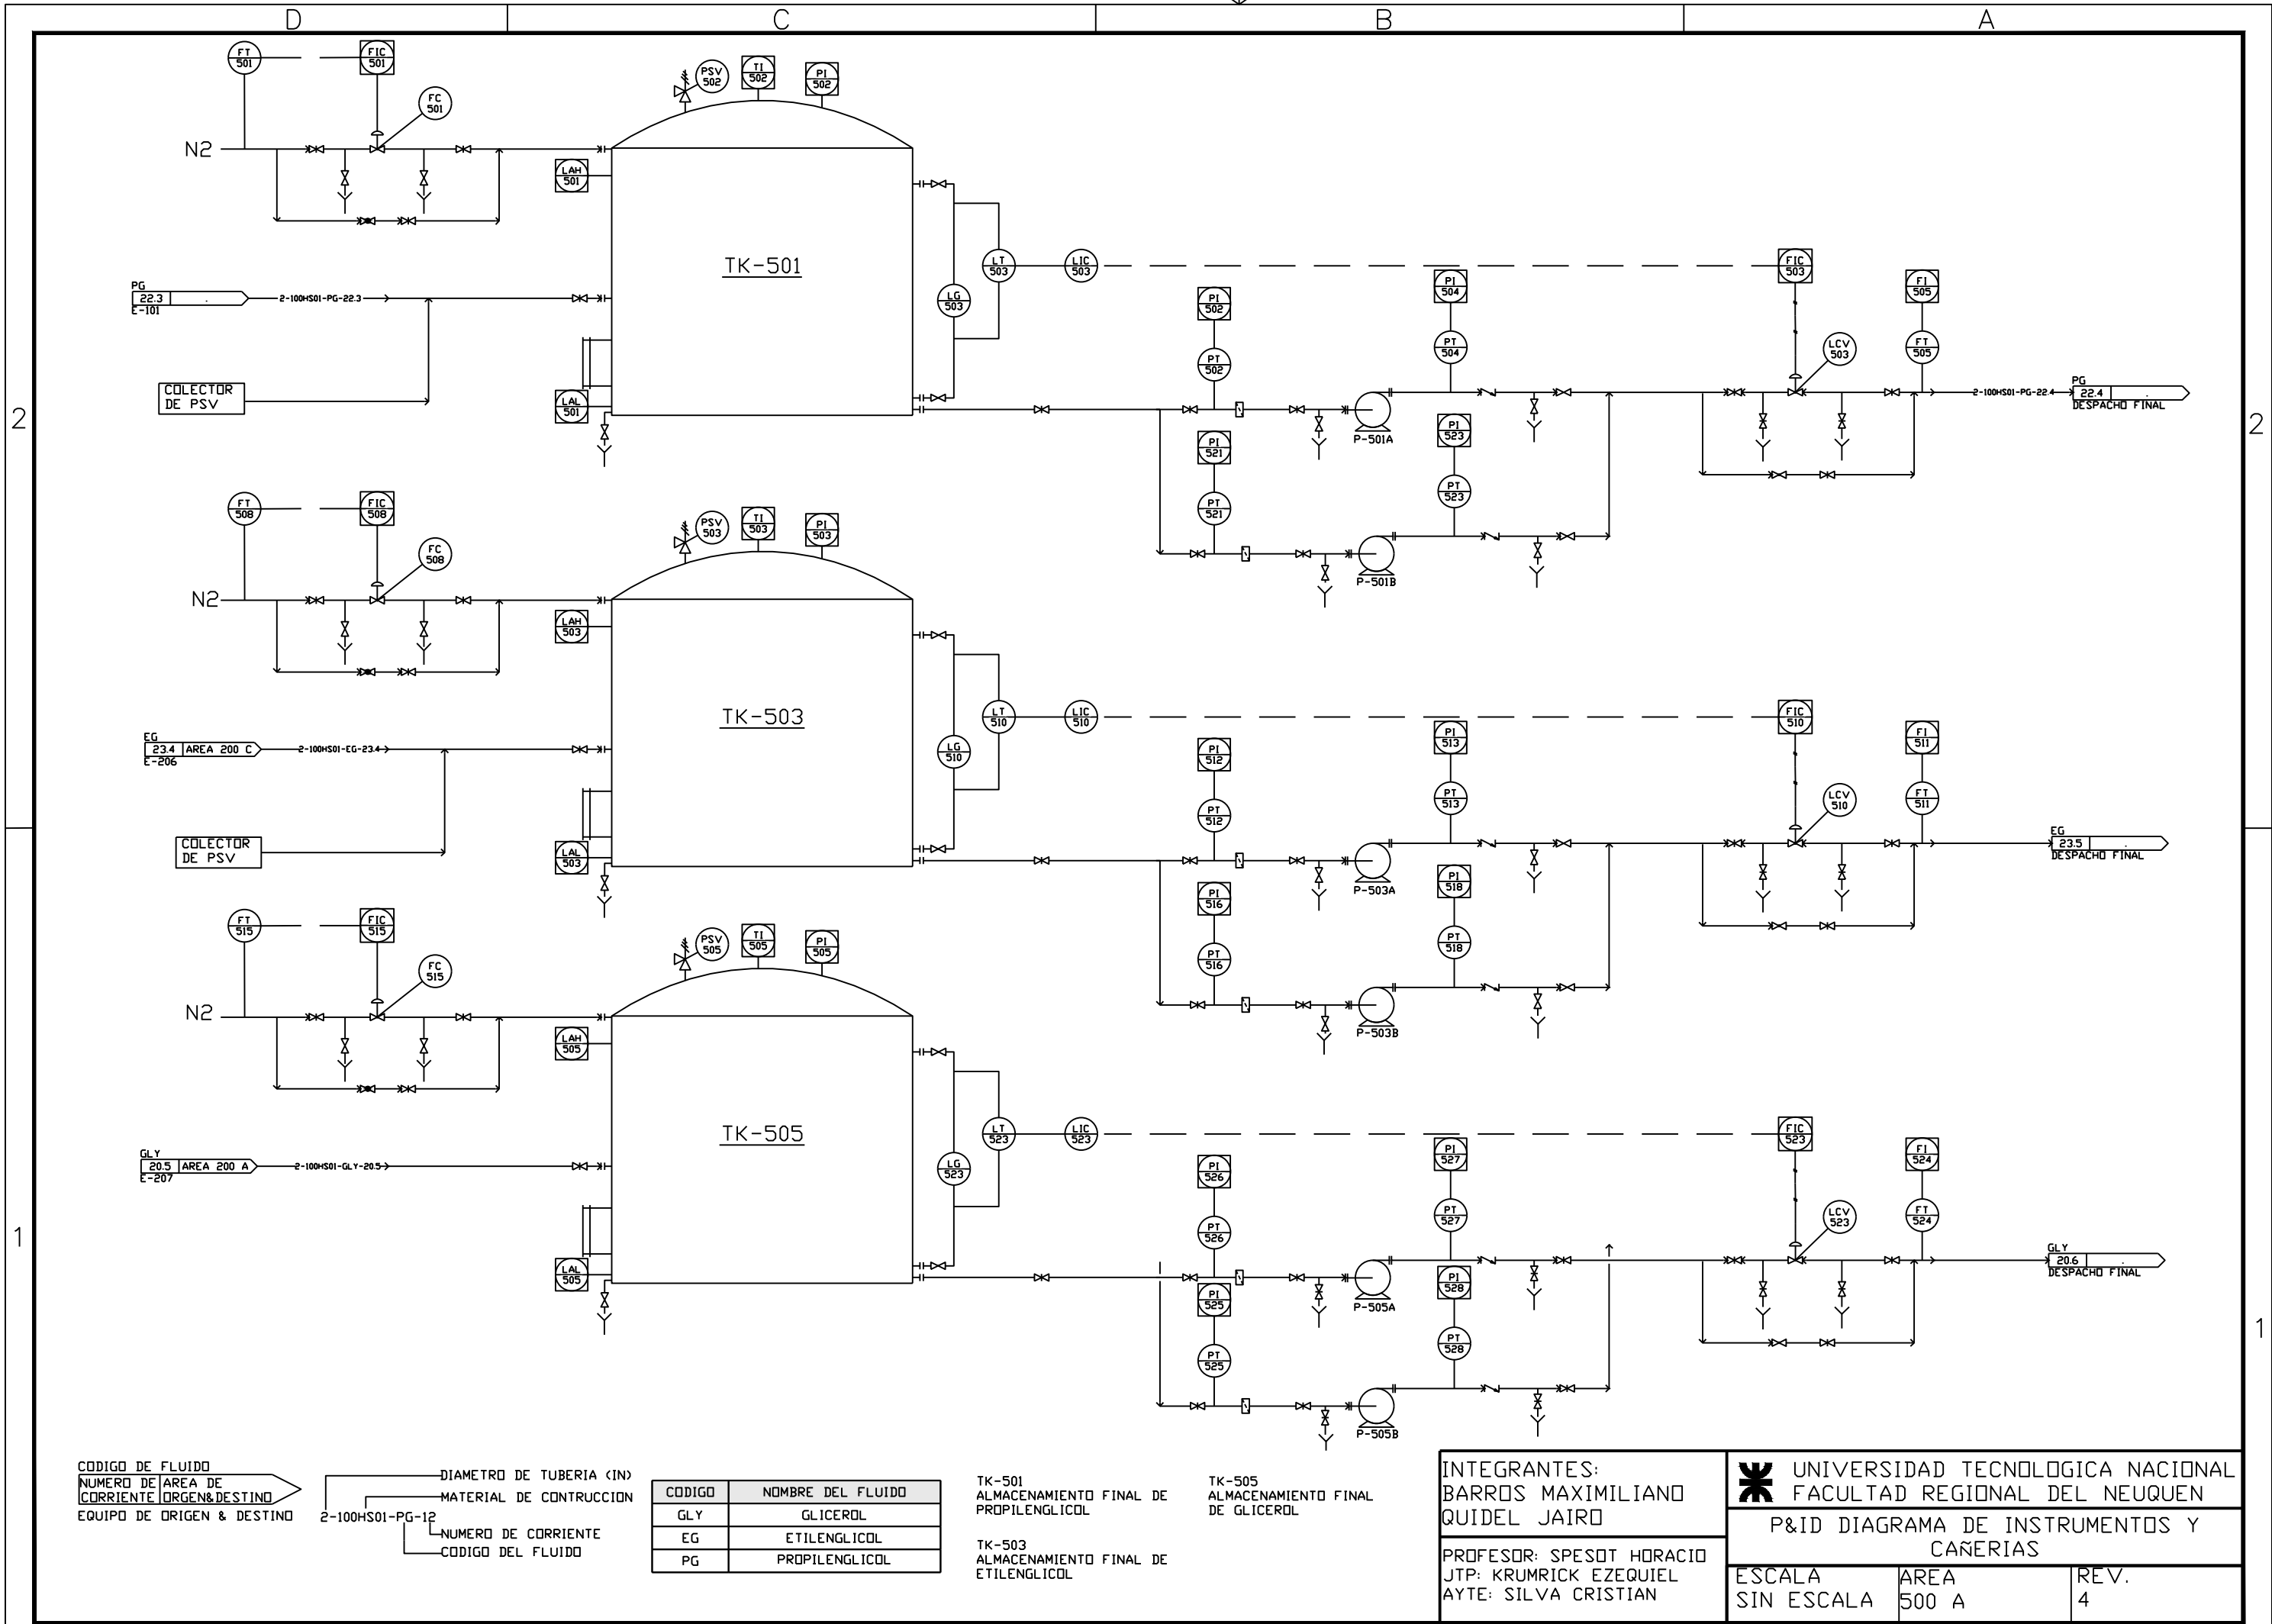 D
C
B
A
2
2
1
1
FT
501
FIC
501
FC
501
N2
PSV
502
TI
502
PI
502
LAH
501
TK-501
PG
22.3 .
E-101
2-100HS01-PG-22.3
COLECTOR
DE PSV
LAL
501
LG
503
LT
503
LIC
503
PI
502
PT
502
PI
504
PT
504
PI
521
PT
521
PI
523
PT
523
P-501A
P-501B
FIC
503
LCV
503
FI
505
FT
505
2-100HS01-PG-22.4
PG
22.4 .
DESPACHO FINAL
FT
508
FIC
508
FC
508
N2
PSV
503
TI
503
PI
503
LAH
503
TK-503
EG
23.4 AREA 200 C
E-206
2-100HS01-EG-23.4
COLECTOR
DE PSV
LAL
503
LG
510
LT
510
LIC
510
PI
512
PT
512
PI
513
PT
513
PI
516
PT
516
PI
518
PT
518
P-503A
P-503B
FIC
510
LCV
510
FI
511
FT
511
EG
23.5 .
DESPACHO FINAL
FT
515
FIC
515
FC
515
N2
PSV
505
TI
505
PI
505
LAH
505
TK-505
GLY
20.5 AREA 200 A
E-207
2-100HS01-GLY-20.5
LAL
505
LG
523
LT
523
LIC
523
PI
526
PT
526
PI
527
PT
527
PI
525
PT
525
PI
528
PT
528
P-505A
P-505B
FIC
523
LCV
523
FI
524
FT
524
GLY
20.6 .
DESPACHO FINAL
CODIGO DE FLUIDO
NUMERO DE AREA DE
CORRIENTE ORGEN&DESTINO
EQUIPO DE ORIGEN & DESTINO
DIAMETRO DE TUBERIA (IN)
MATERIAL DE CONTRUCCION
2-100HS01-PG-12
NUMERO DE CORRIENTE
CODIGO DEL FLUIDO
CODIGO NOMBRE DEL FLUIDO
GLY GLICEROL
EG ETILENGLICOL
PG PROPILENGLICOL
TK-501
ALMACENAMIENTO FINAL DE
PROPILENGLICOL
TK-503
ALMACENAMIENTO FINAL DE
ETILENGLICOL
TK-505
ALMACENAMIENTO FINAL
DE GLICEROL
INTEGRANTES:
BARROS MAXIMILIANO
QUIDEL JAIRO
PROFESOR: SPESOT HORACIO
JTP: KRUMRICK EZEQUIEL
AYTE: SILVA CRISTIAN
UNIVERSIDAD TECNOLOGICA NACIONAL
FACULTAD REGIONAL DEL NEUQUEN
P&ID DIAGRAMA DE INSTRUMENTOS Y
CAÑERIAS
ESCALA
SIN ESCALA
AREA
500 A
REV.
4